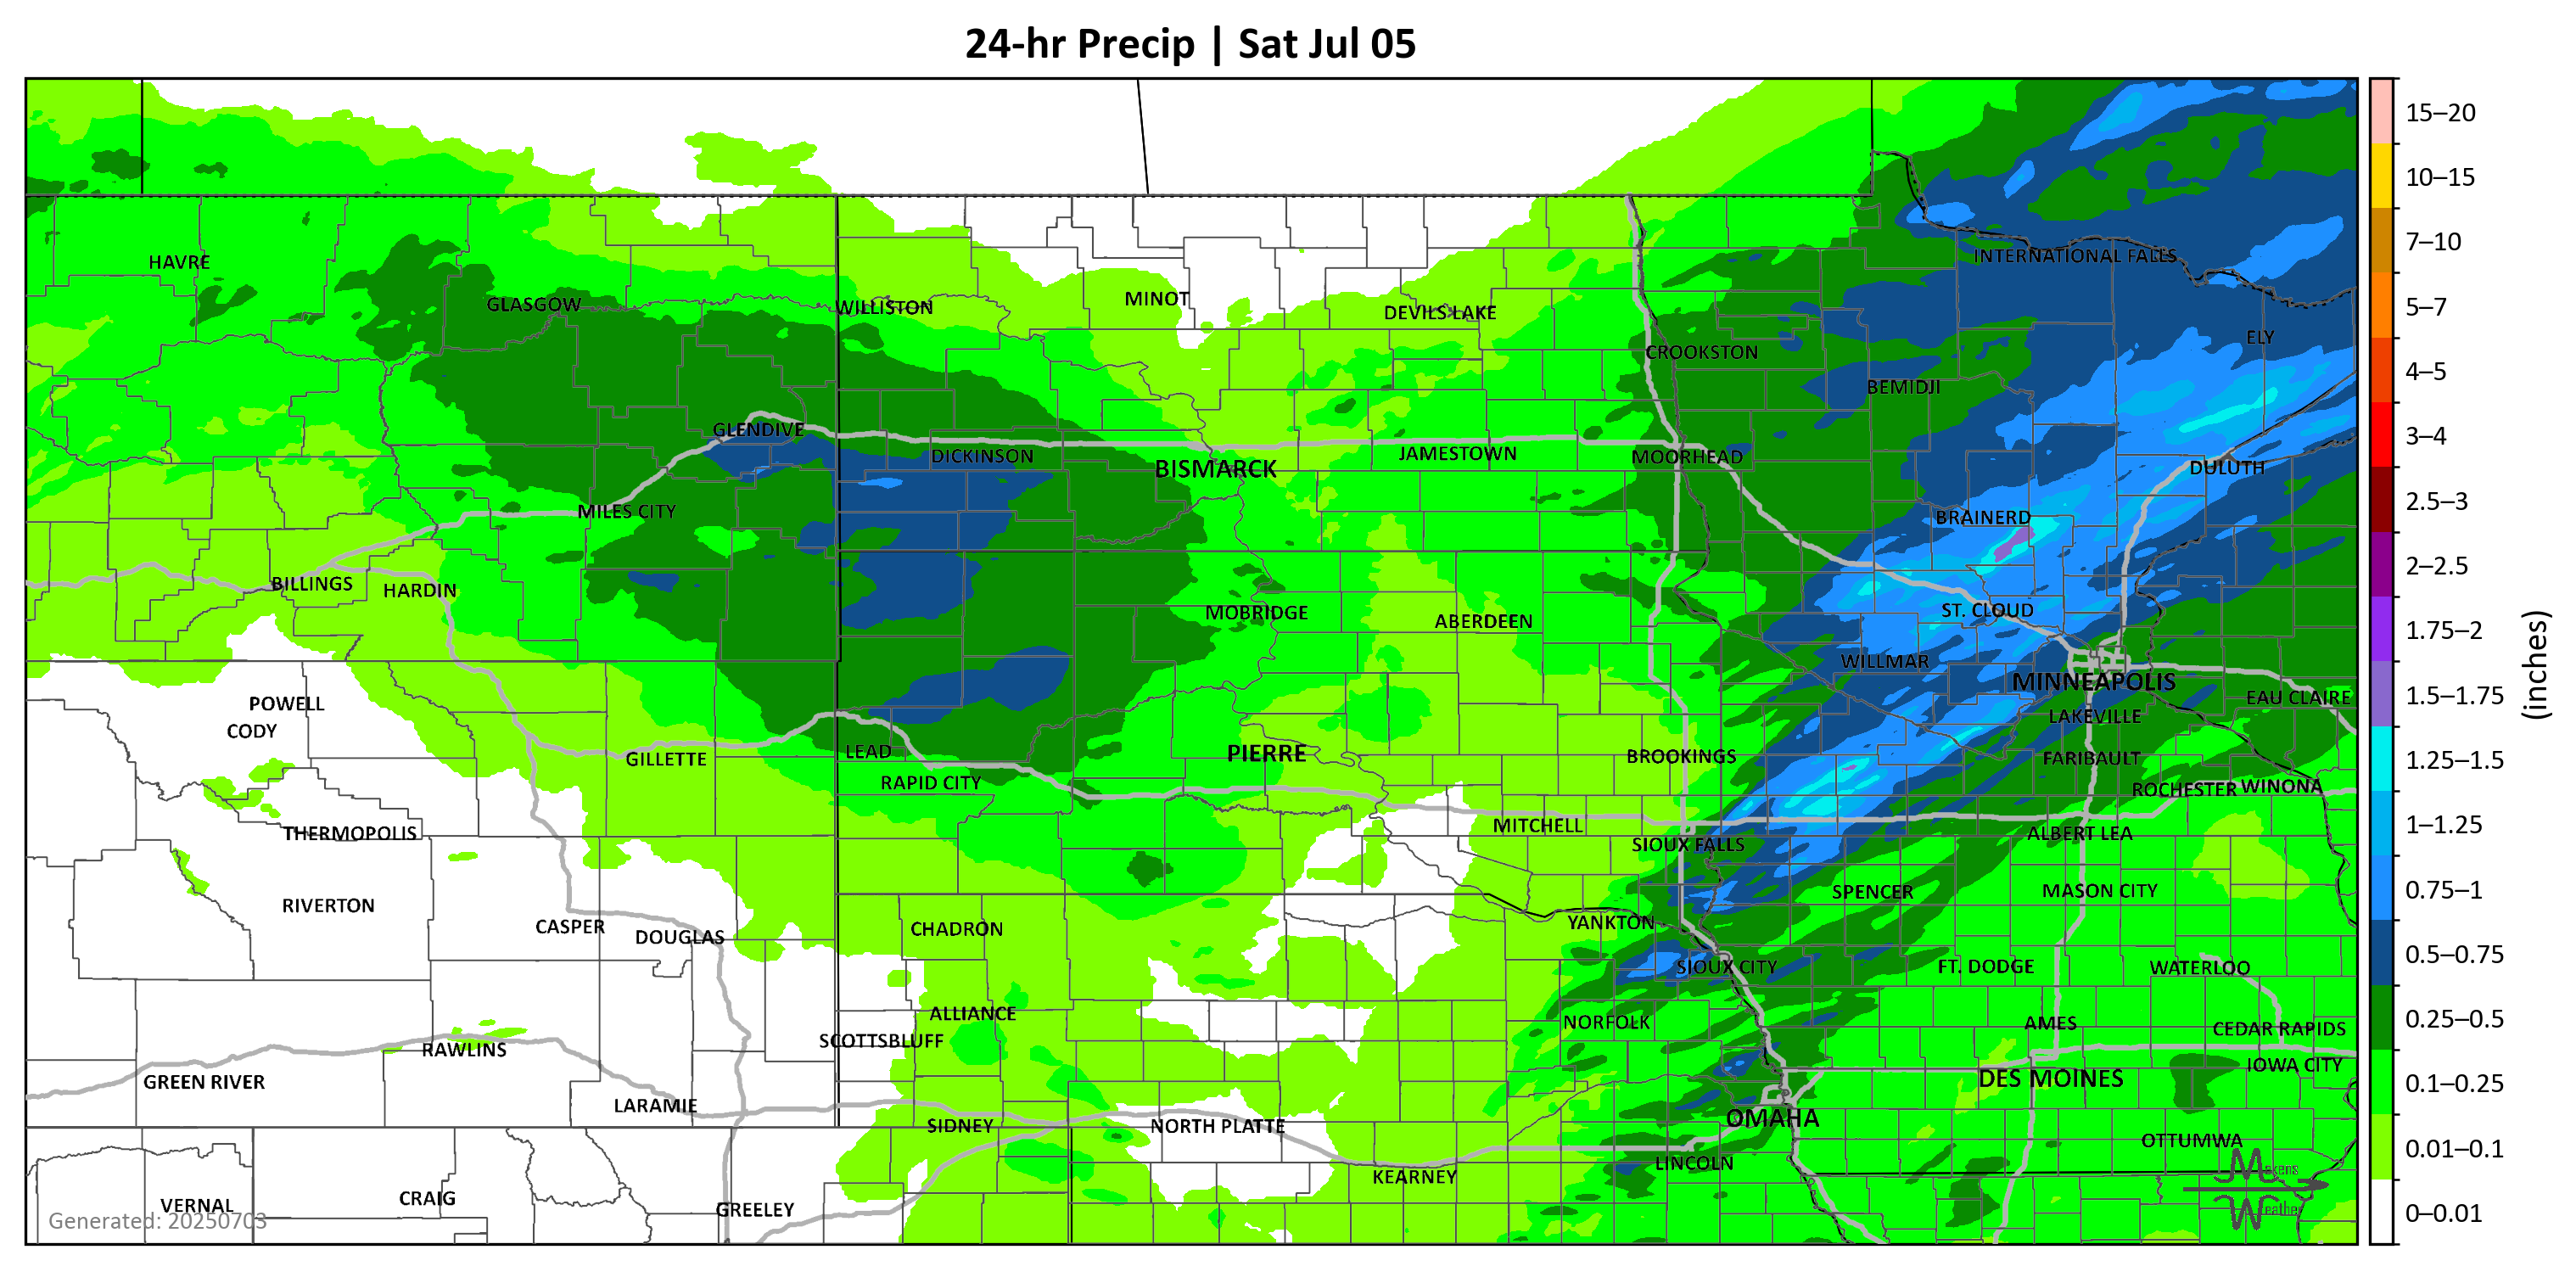 24-hr Precip | Sat Jul 05
15–20
10–15
7–10
5–7
4–5
3–4
2.5–3
2–2.5
1.75–2
1.5–1.75
1.25–1.5
1–1.25
0.75–1
0.5–0.75
0.25–0.5
0.1–0.25
0.01–0.1
0–0.01
(inches)
HAVRE
INTERNATIONAL FALLS
GLASGOW
WILLISTON
MINOT
DEVILS LAKE
ELY
CROOKSTON
BEMIDJI
GLENDIVE
DICKINSON
BISMARCK
JAMESTOWN
MOORHEAD
DULUTH
MILES CITY
BRAINERD
BILLINGS
HARDIN
MOBRIDGE
ABERDEEN
ST. CLOUD
WILLMAR
MINNEAPOLIS
EAU CLAIRE
POWELL
CODY
LAKEVILLE
GILLETTE
LEAD
PIERRE
BROOKINGS
FARIBAULT
RAPID CITY
ROCHESTER
WINONA
THERMOPOLIS
MITCHELL
SIOUX FALLS
ALBERT LEA
RIVERTON
SPENCER
MASON CITY
CASPER
DOUGLAS
CHADRON
YANKTON
SIOUX CITY
FT. DODGE
WATERLOO
ALLIANCE
NORFOLK
AMES
CEDAR RAPIDS
SCOTTSBLUFF
RAWLINS
IOWA CITY
GREEN RIVER
DES MOINES
LARAMIE
SIDNEY
NORTH PLATTE
OMAHA
OTTUMWA
LINCOLN
KEARNEY
VERNAL
CRAIG
GREELEY
Generated: 20250703
Makens
Weather